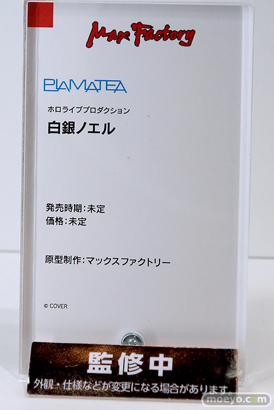 Max Factory
PLAMATEA
ホロライブプロダクション
白銀ノエル
発売時期：未定
価格：未定
原型制作：マックスファクトリー
© COVER
監修中
外観・仕様などが変更になる場合があります。
moeyo.com